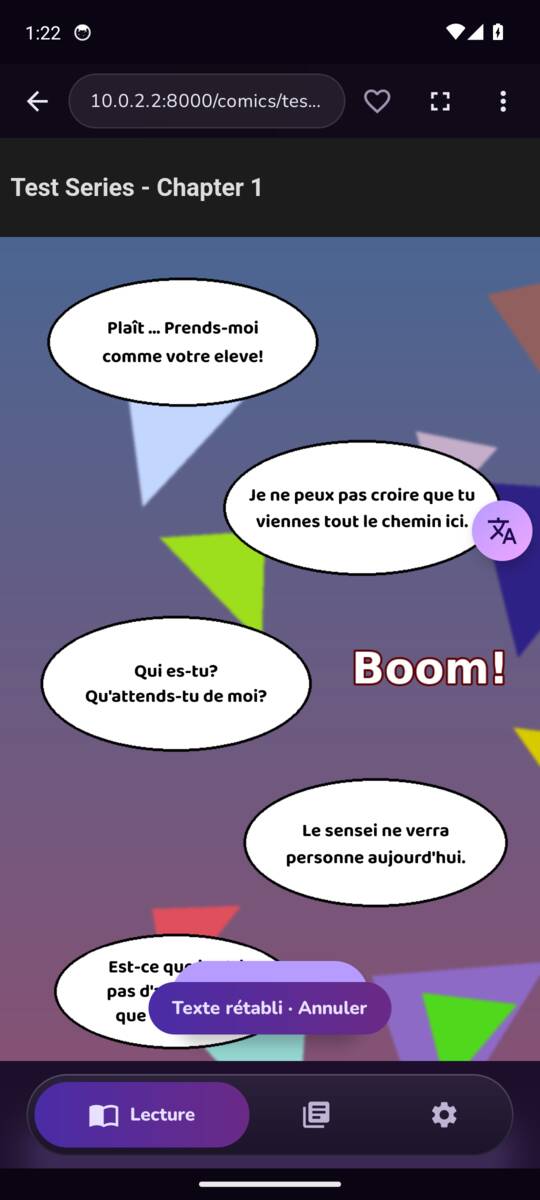 1:22
10.0.2.2:8000/comics/tes...
Test Series - Chapter 1
Plaît ... Prends-moi
comme votre eleve!
Je ne peux pas croire que tu
viennes tout le chemin ici.
Qui es-tu?
Qu'attends-tu de moi?
Boom!
Le sensei ne verra
personne aujourd'hui.
Est-ce que
pas
que
Texte rétabli · Annuler
Lecture